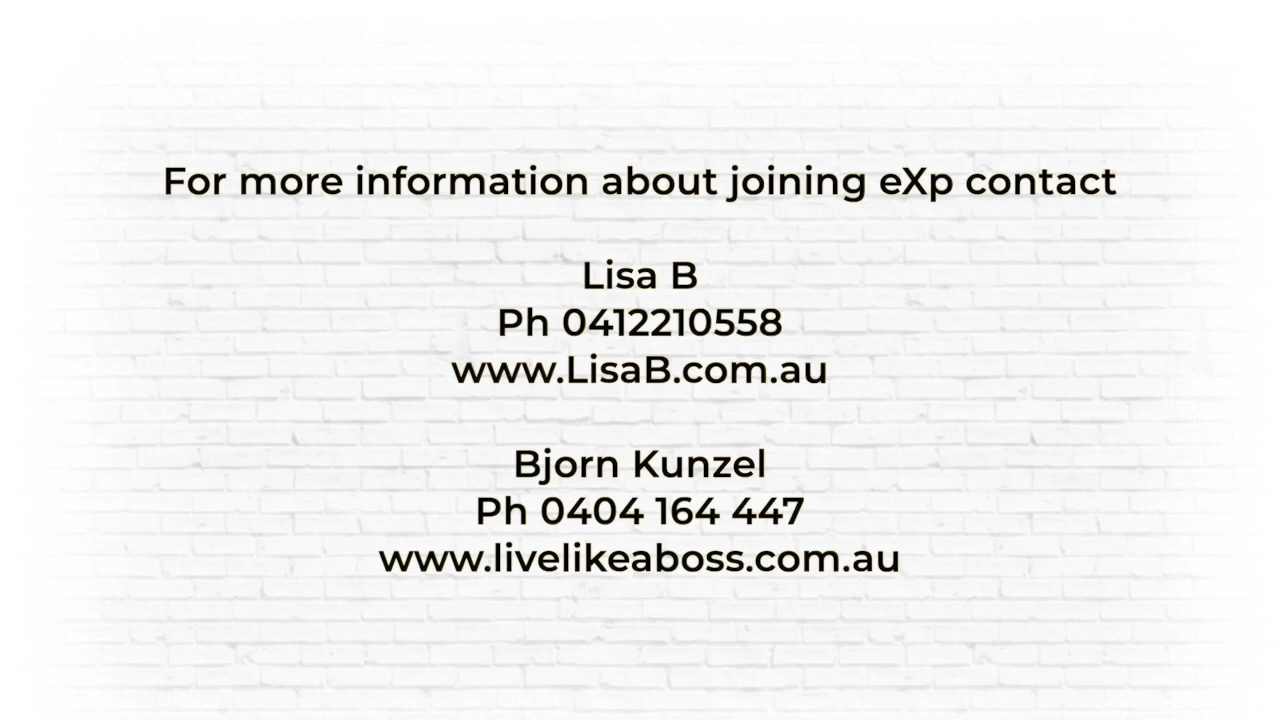 For more information about joining eXp contact
Lisa B
Ph 0412210558
www.LisaB.com.au
Bjorn Kunzel
Ph 0404 164 447
www.livelikeaboss.com.au